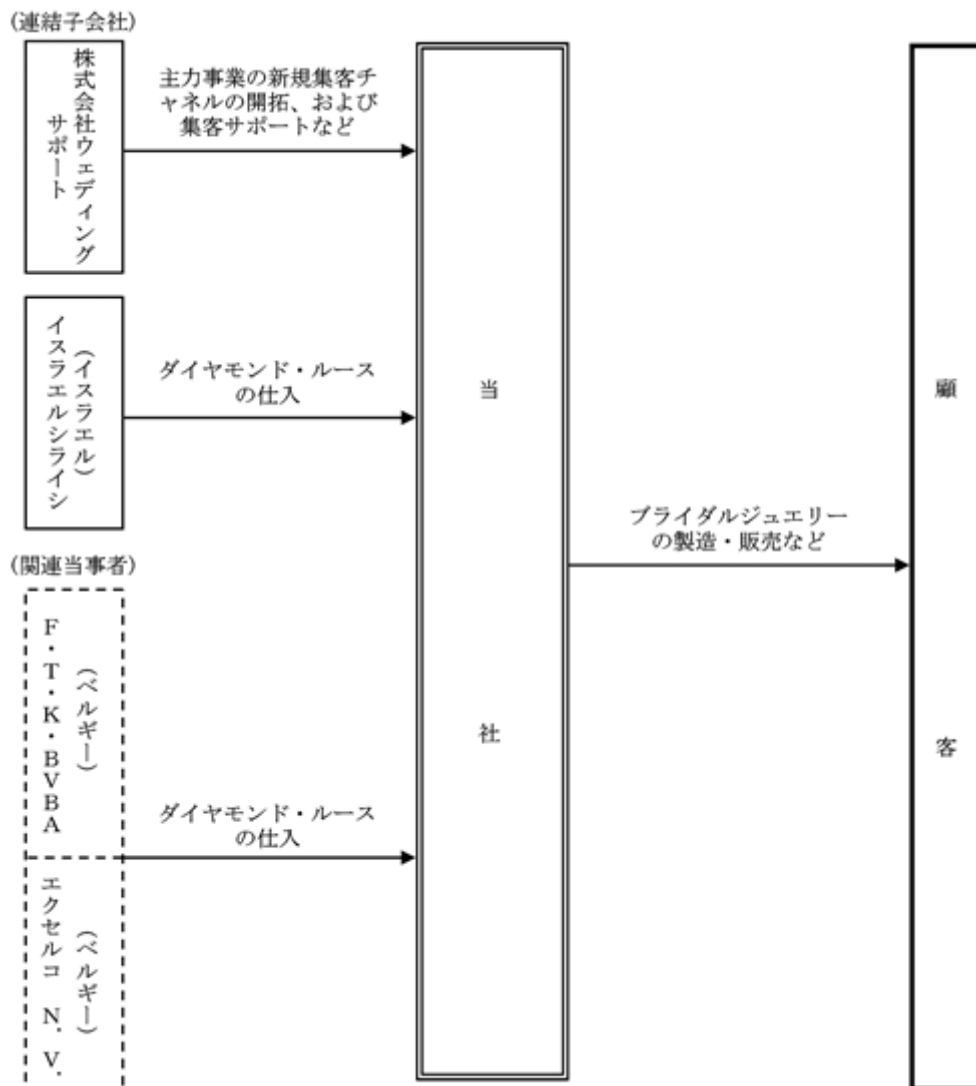 (連結子会社)
株式会社ウェディング
サポート
主力事業の新規集客チ
ャネルの開拓、および
集客サポートなど
(イスラエル)
イスラエルシライシ
ダイヤモンド・ルース
の仕入
当社
顧客
ブライダルジュエリー
の製造・販売など
(関連当事者)
(ベルギー)
F・T・K・BVBA
ダイヤモンド・ルース
の仕入
(ベルギー)
エクセルコ N.V.